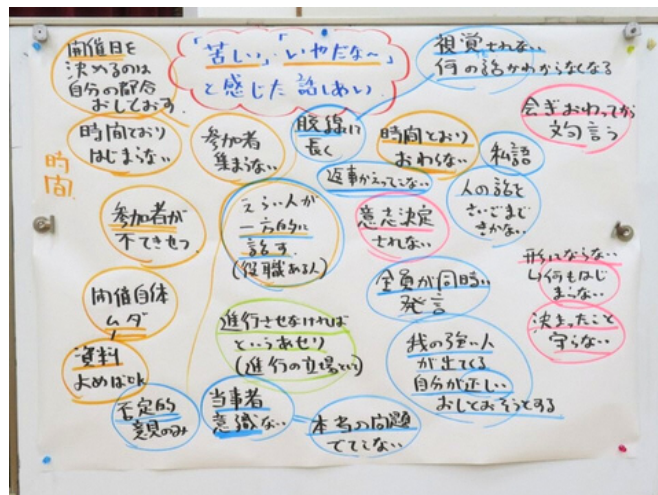 「苦しい」「いやだな〜」
と感じた話しあい
開催日を
決めるのは
自分の都合
おしとおす
視覚されない
何の話かわからなくなる
会ぎおわってから
文句言う
時間どおり
はじまらない
参加者
集まらない
脱線して
長く
時間どおり
おわらない
私語
時間
返事かえってこない
人の話を
さいごまで
きかない
参加者が
不てきせつ
えらい人が
一方的に
話す
(役職ある人)
意志決定
されない
形にならない
↳何もはじ
まらない
開催自体
ムダ
全員が同時に
発言
進行させなければ
というあせり
(進行の立場として)
決まったこと
守らない
資料
よめばOK
我の強い人
が出てくる
自分が正しい
おしとおそうとする
否定的
意見のみ
当事者
意識ない
本当の問題
でてこない